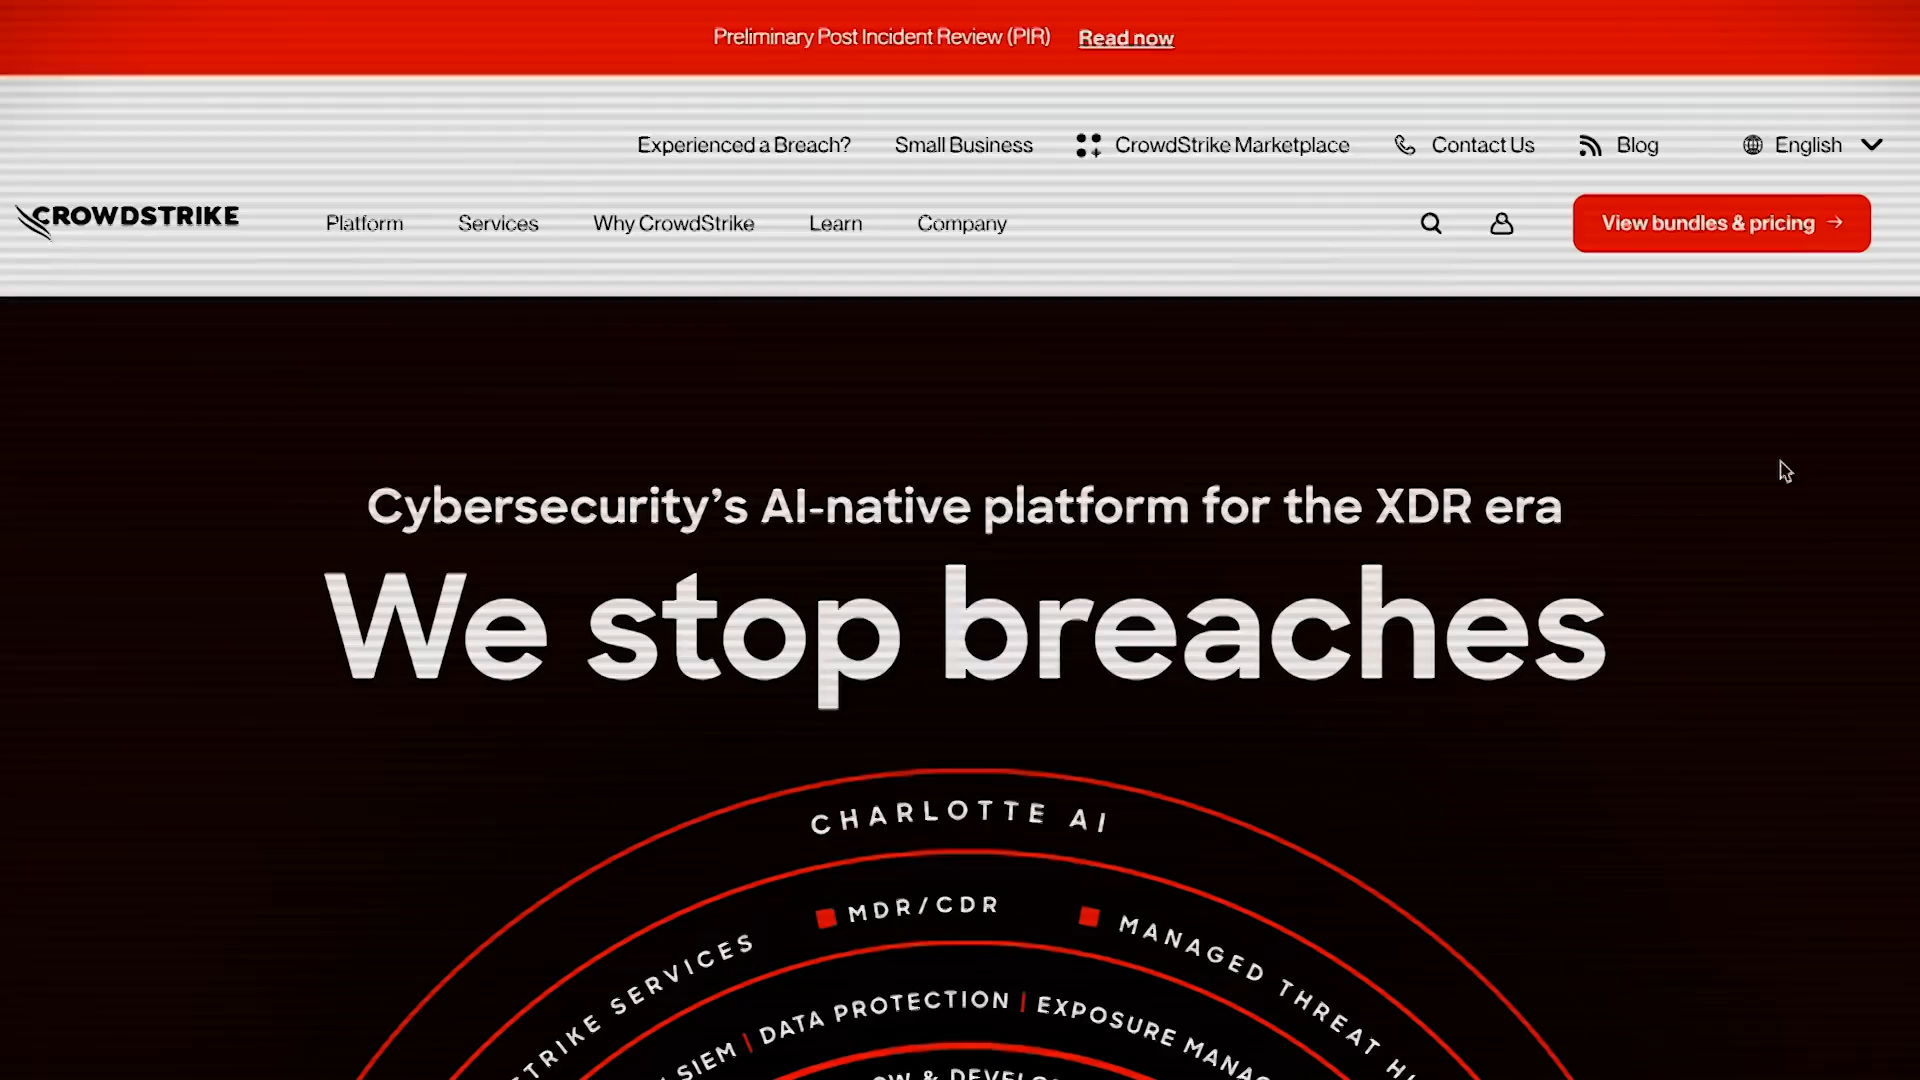 Preliminary Post Incident Review (PIR) Read now
Experienced a Breach? Small Business CrowdStrike Marketplace Contact Us Blog English
CROWDSTRIKE Platform Services Why CrowdStrike Learn Company View bundles & pricing →
Cybersecurity’s AI-native platform for the XDR era
We stop breaches
CHARLOTTE AI
SERVICES MDR/CDR MANAGED THREAT
SIEM | DATA PROTECTION | EXPOSURE
&